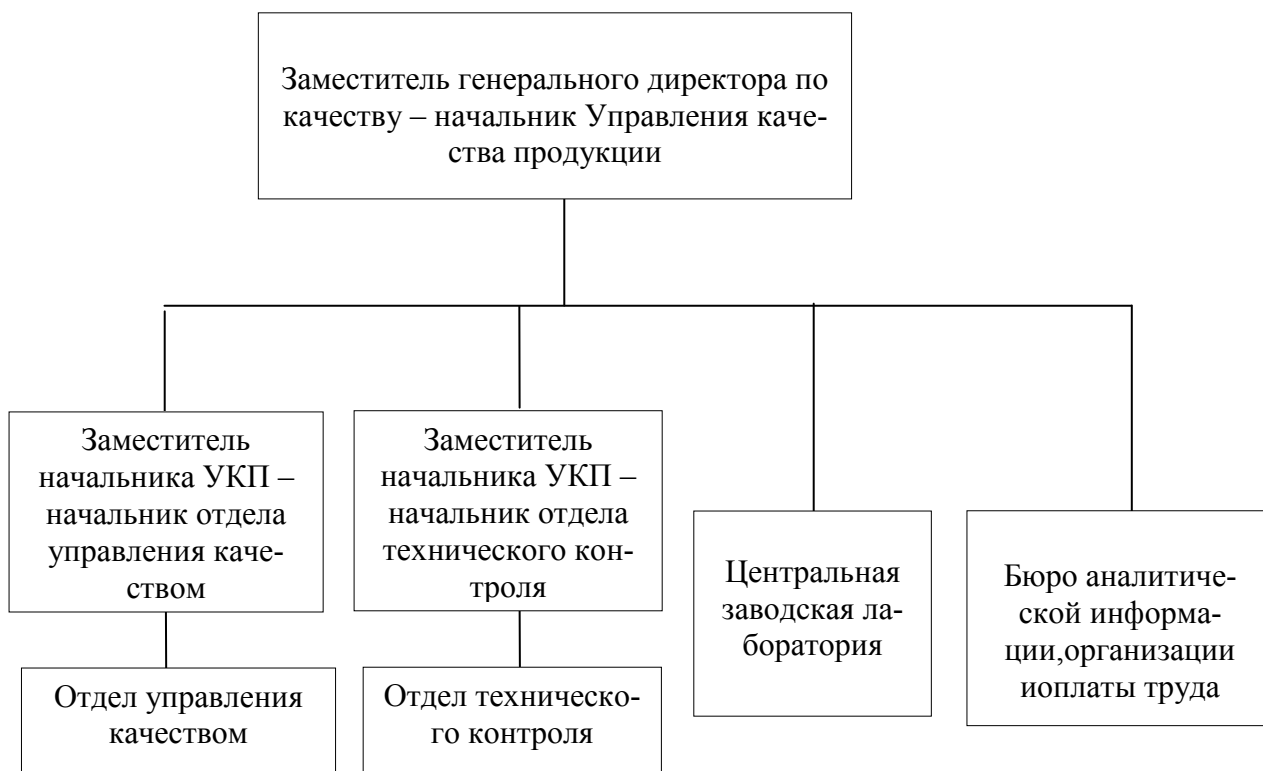 Заместитель генерального директора по
качеству – начальник Управления каче-
ства продукции
Заместитель
начальника УКП –
начальник отдела
управления каче-
ством
Заместитель
начальника УКП –
начальник отдела
технического кон-
троля
Центральная
заводская ла-
боратория
Бюро аналитиче-
ской информа-
ции,организации
иоплаты труда
Отдел управления
качеством
Отдел техническо-
го контроля